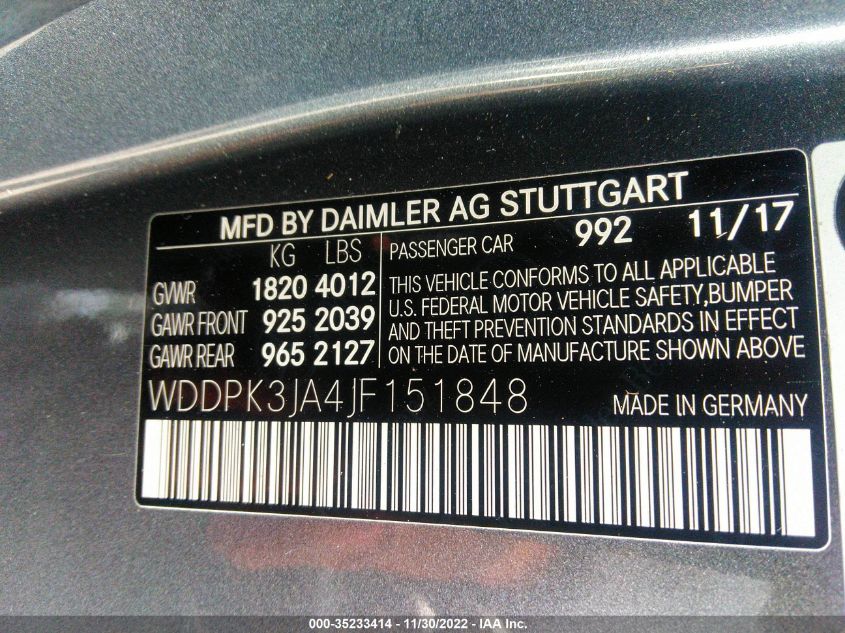 MFD BY DAIMLER AG STUTTGART
KG LBS
GVWR 1820 4012
GAWR FRONT 925 2039
GAWR REAR 965 2127
PASSENGER CAR 992 11/17
THIS VEHICLE CONFORMS TO ALL APPLICABLE
U.S. FEDERAL MOTOR VEHICLE SAFETY,BUMPER
AND THEFT PREVENTION STANDARDS IN EFFECT
ON THE DATE OF MANUFACTURE SHOWN ABOVE
WDDPK3JA4JF151848 MADE IN GERMANY
000-35233414 - 11/30/2022 - IAA Inc.